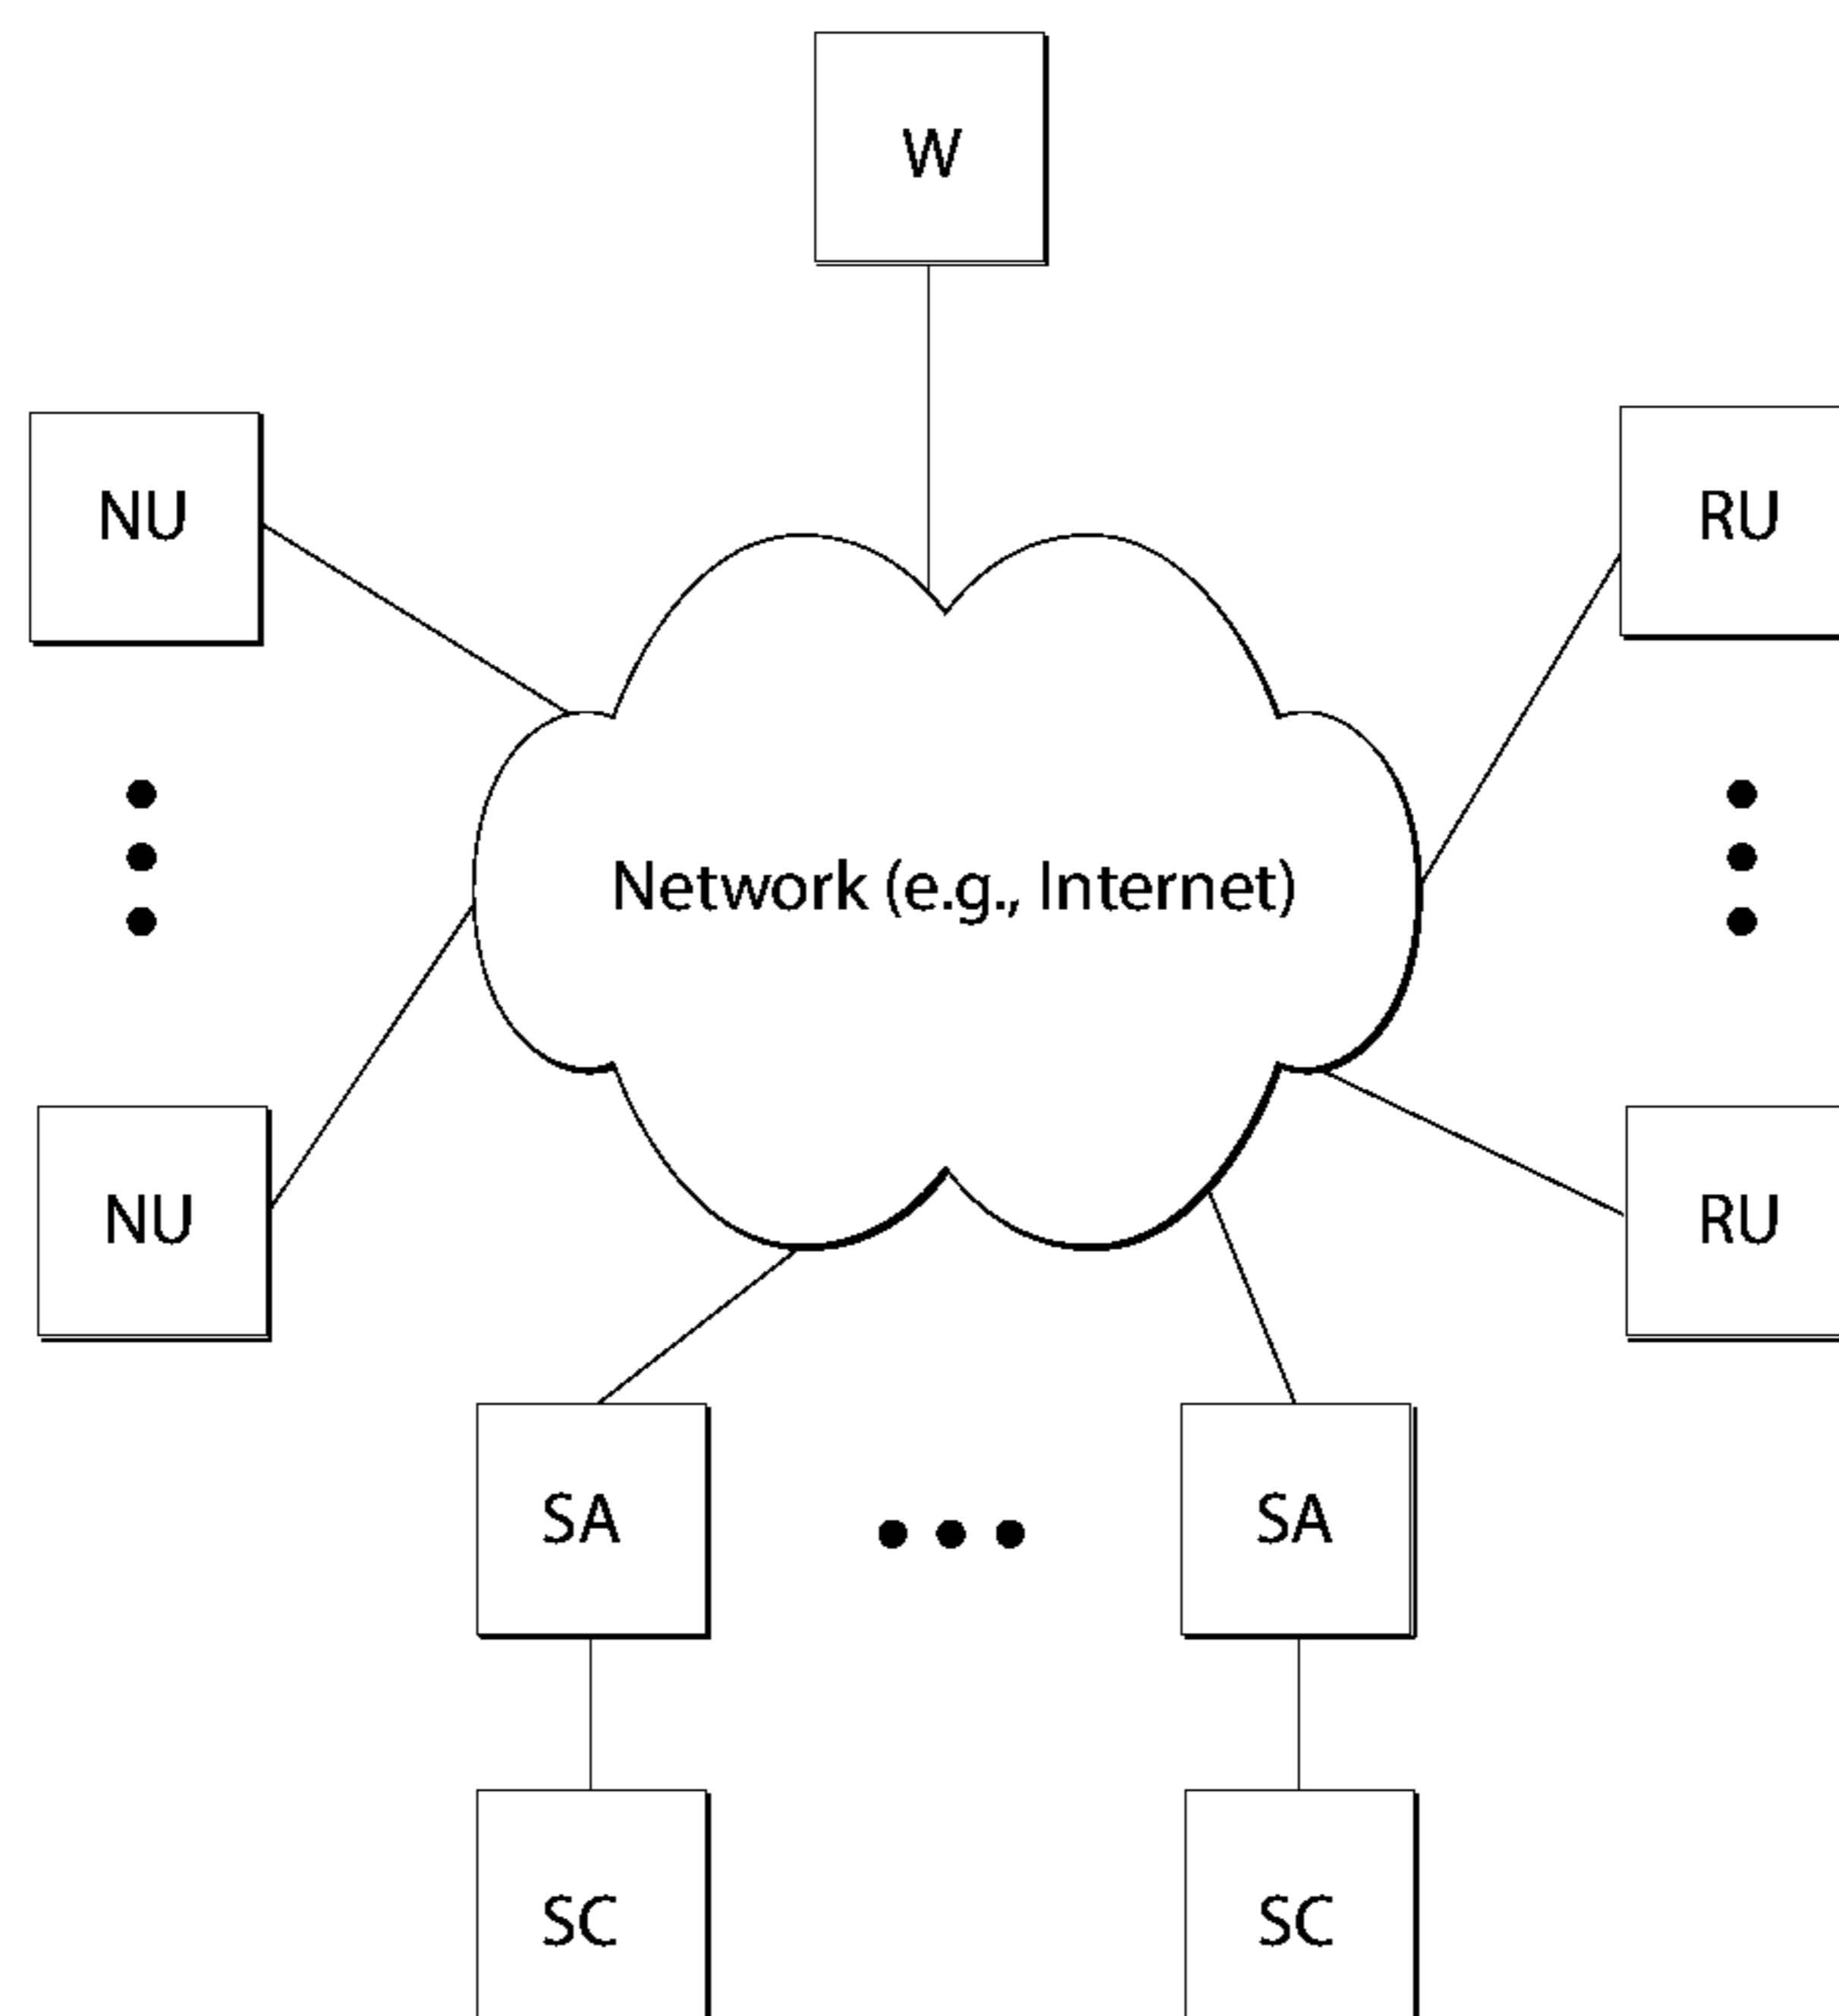 W
NU
RU
Network (e.g., Internet)
NU
RU
SA
SA
SC
SC